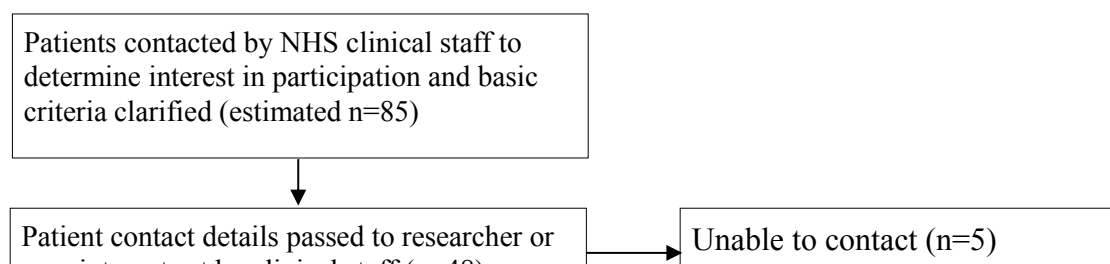 Patients contacted by NHS clinical staff to
determine interest in participation and basic
criteria clarified (estimated n=85)
Patient contact details passed to researcher or
Unable to contact (n=5)